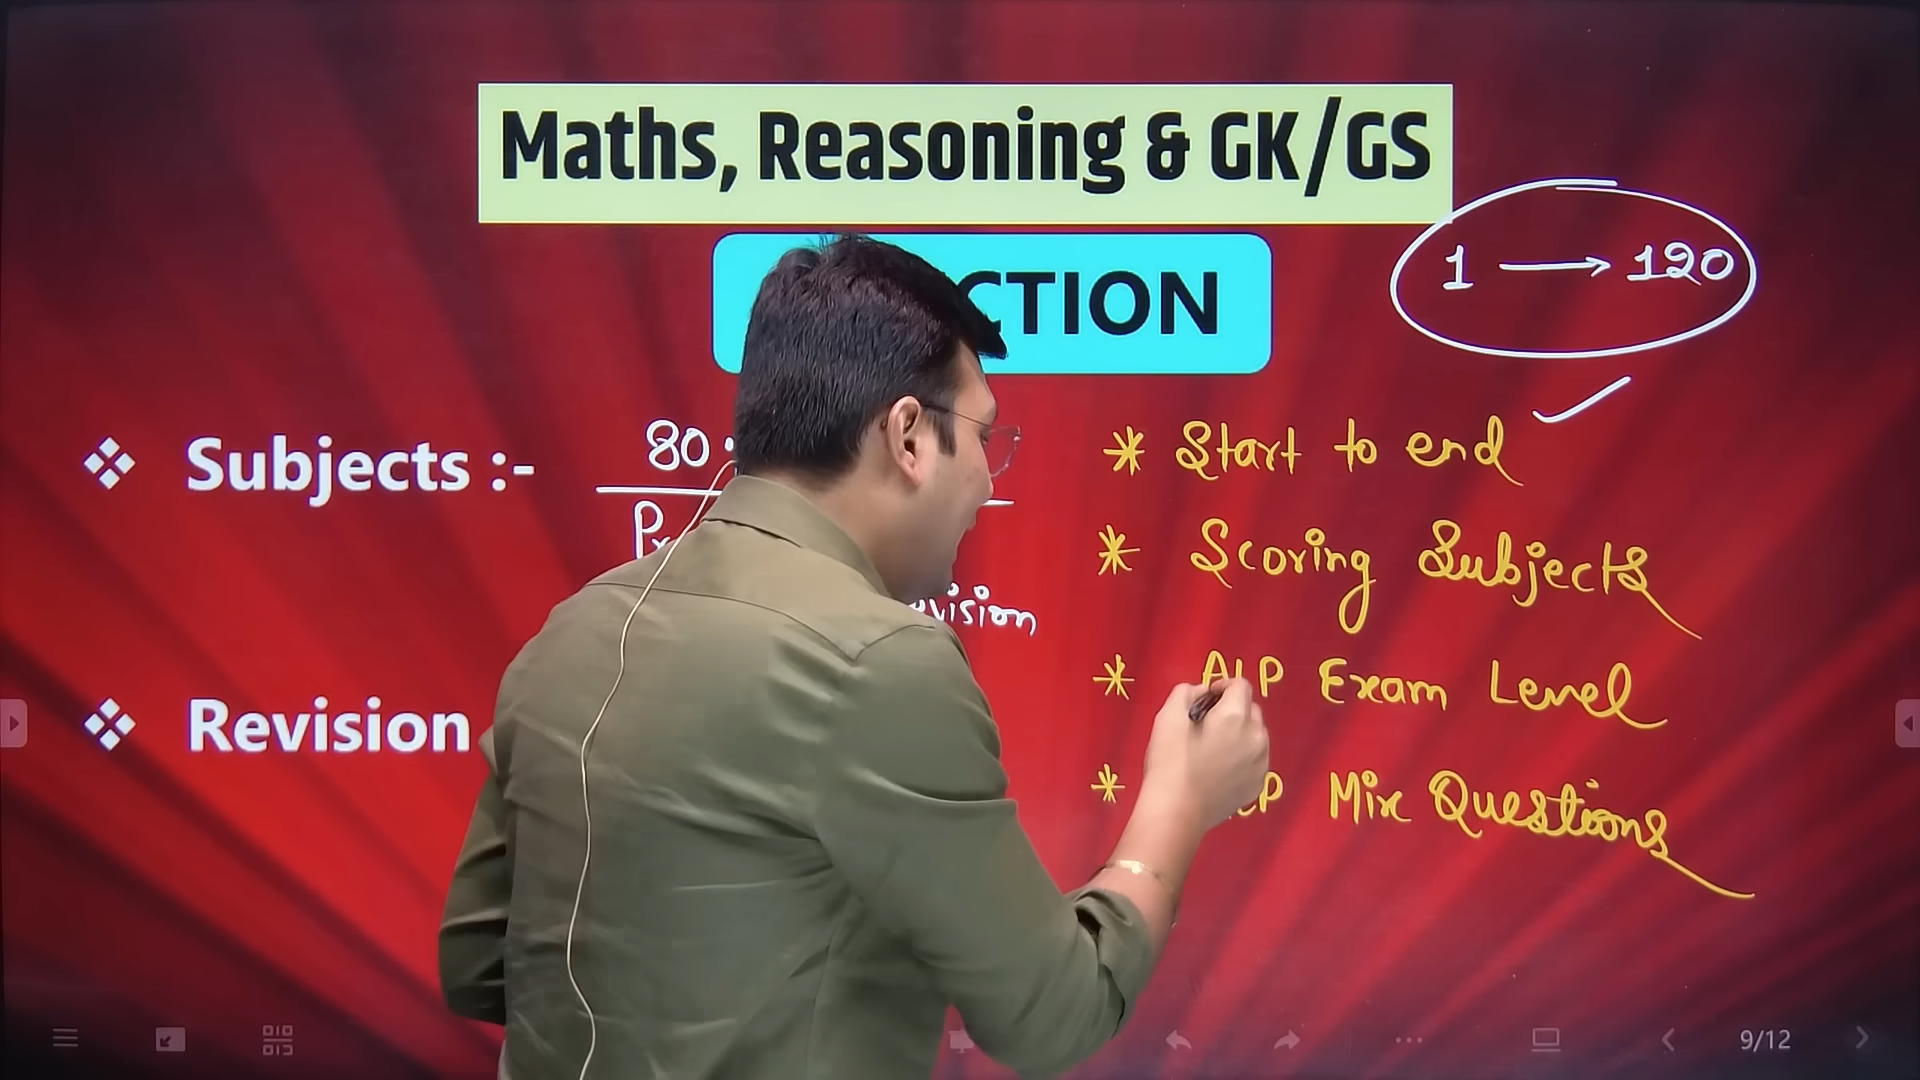 Maths, Reasoning & GK/GS
CTION
1 → 120
Subjects :-
80
* Start to end
* Scoring Subjects
vision
* ALP Exam Level
Revision
* Mix Questions
9/12